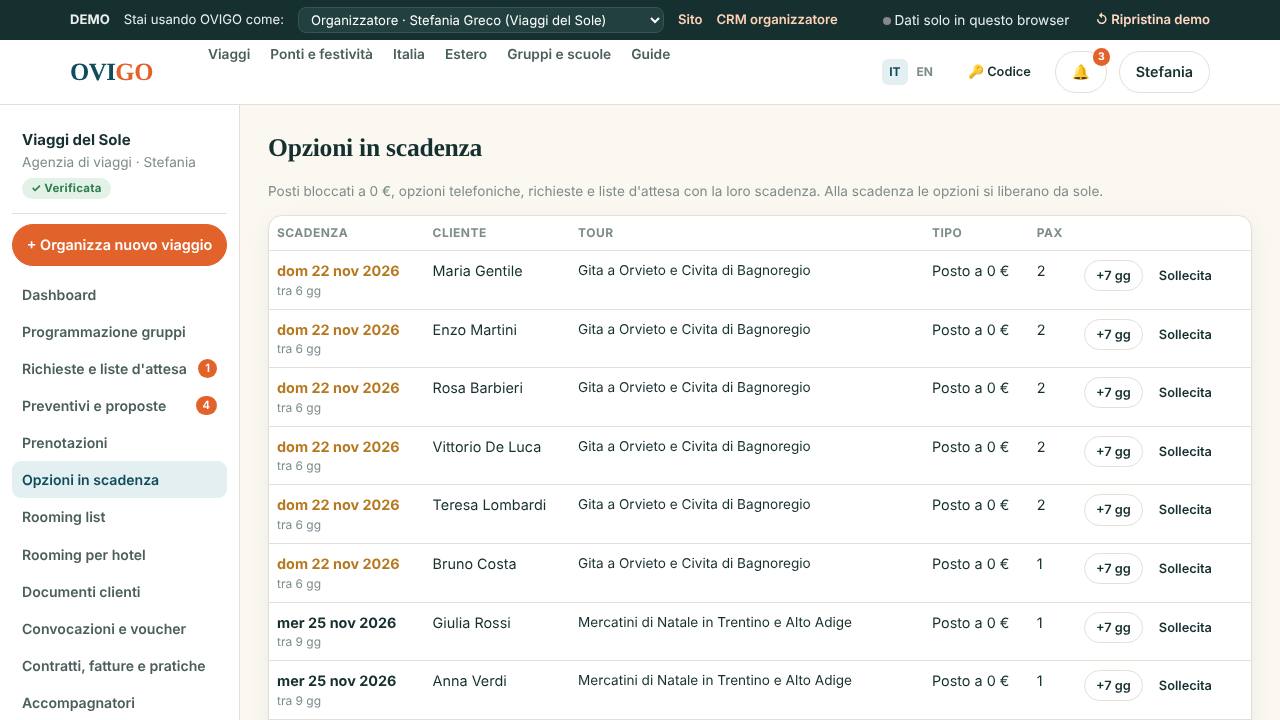 DEMO Stai usando OVIGO come: Organizzatore · Stefania Greco (Viaggi del Sole) Sito CRM organizzatore Dati solo in questo browser Ripristina demo
OVIGO Viaggi Ponti e festività Italia Estero Gruppi e scuole Guide IT EN Codice 3 Stefania
Viaggi del Sole
Agenzia di viaggi · Stefania
✓ Verificata
+ Organizza nuovo viaggio
Dashboard
Programmazione gruppi
Richieste e liste d'attesa 1
Preventivi e proposte 4
Prenotazioni
Opzioni in scadenza
Rooming list
Rooming per hotel
Documenti clienti
Convocazioni e voucher
Contratti, fatture e pratiche
Accompagnatori
Opzioni in scadenza
Posti bloccati a 0 €, opzioni telefoniche, richieste e liste d'attesa con la loro scadenza. Alla scadenza le opzioni si liberano da sole.
SCADENZA CLIENTE TOUR TIPO PAX
dom 22 nov 2026 Maria Gentile Gita a Orvieto e Civita di Bagnoregio Posto a 0 € 2 +7 gg Sollecita
tra 6 gg
dom 22 nov 2026 Enzo Martini Gita a Orvieto e Civita di Bagnoregio Posto a 0 € 2 +7 gg Sollecita
tra 6 gg
dom 22 nov 2026 Rosa Barbieri Gita a Orvieto e Civita di Bagnoregio Posto a 0 € 2 +7 gg Sollecita
tra 6 gg
dom 22 nov 2026 Vittorio De Luca Gita a Orvieto e Civita di Bagnoregio Posto a 0 € 2 +7 gg Sollecita
tra 6 gg
dom 22 nov 2026 Teresa Lombardi Gita a Orvieto e Civita di Bagnoregio Posto a 0 € 2 +7 gg Sollecita
tra 6 gg
dom 22 nov 2026 Bruno Costa Gita a Orvieto e Civita di Bagnoregio Posto a 0 € 1 +7 gg Sollecita
tra 6 gg
mer 25 nov 2026 Giulia Rossi Mercatini di Natale in Trentino e Alto Adige Posto a 0 € 1 +7 gg Sollecita
tra 9 gg
mer 25 nov 2026 Anna Verdi Mercatini di Natale in Trentino e Alto Adige Posto a 0 € 1 +7 gg Sollecita
tra 9 gg